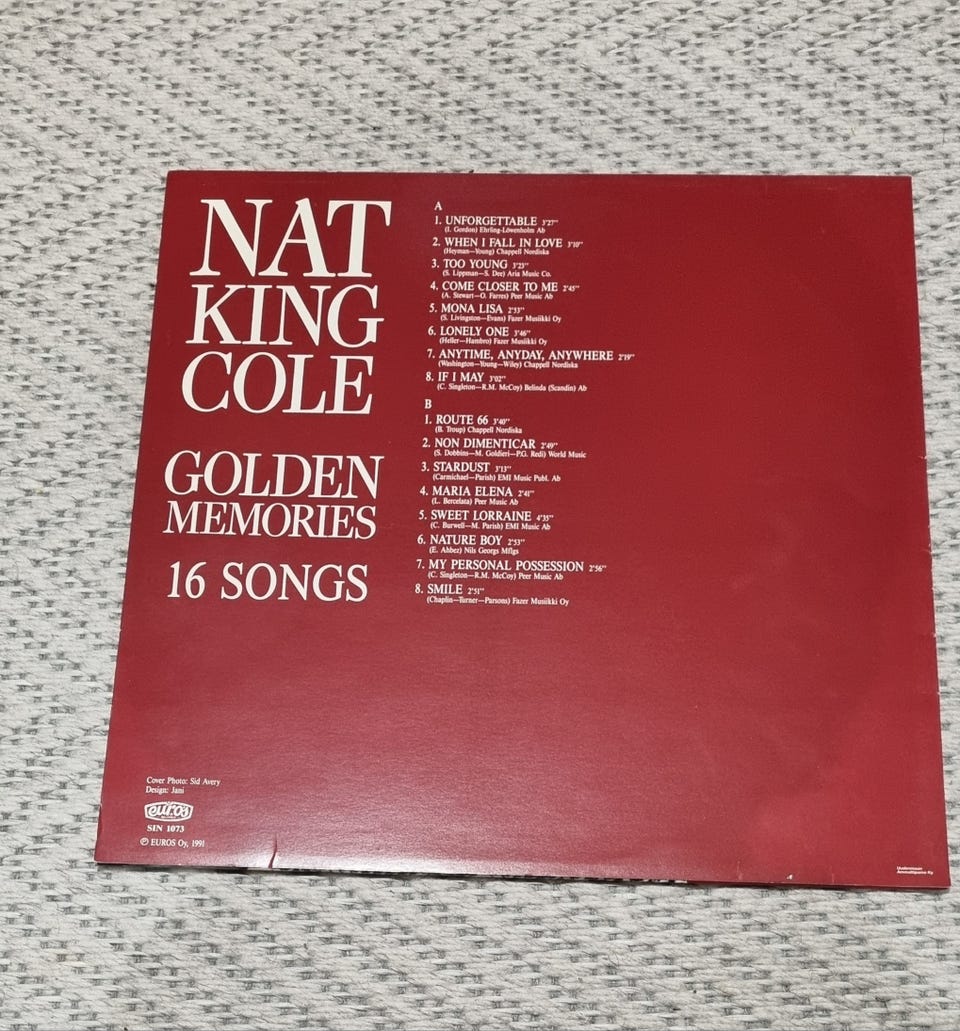 NAT
KING
COLE
GOLDEN
MEMORIES
16 SONGS
A
1. UNFORGETTABLE 3'27"
(I. Gordon) Ehrling-Löwenholm Ab
2. WHEN I FALL IN LOVE 3'10"
(Heyman—Young) Chappell Nordiska
3. TOO YOUNG 3'25"
(S. Lippman—S. Dee) Aria Music Co.
4. COME CLOSER TO ME 2'45"
(A. Stewart—O. Farres) Peer Music Ab
5. MONA LISA 2'53"
(S. Livingston—Evans) Fazer Musiikki Oy
6. LONELY ONE 3'46"
(Heller—Hambro) Fazer Musiikki Oy
7. ANYTIME, ANYDAY, ANYWHERE 2'19"
(Washington—Young—Wiley) Chappell Nordiska
8. IF I MAY 3'02"
(C. Singleton—R.M. McCoy) Belinda (Scandin) Ab
B
1. ROUTE 66 3'40"
(B. Troup) Chappell Nordiska
2. NON DIMENTICAR 2'49"
(S. Dobbins—M. Goldieri—P.G. Redi) World Music
3. STARDUST 3'13"
(Carmichael—Parish) EMI Music Publ. Ab
4. MARIA ELENA 2'41"
(L. Bercelata) Peer Music Ab
5. SWEET LORRAINE 4'35"
(C. Burwell—M. Parish) EMI Music Ab
6. NATURE BOY 2'53"
(E. Ahbez) Nils Georgs Mflgs
7. MY PERSONAL POSSESSION 2'56"
(C. Singleton—R.M. McCoy) Peer Music Ab
8. SMILE 2'51"
(Chaplin—Turner—Parsons) Fazer Musiikki Oy
Cover Photo: Sid Avery
Design: Jani
euros
SIN 1073
℗ EUROS Oy, 1991